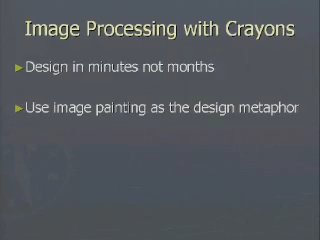 Image Processing with Crayons
Design in minutes not months
Use image painting as the design metaphor